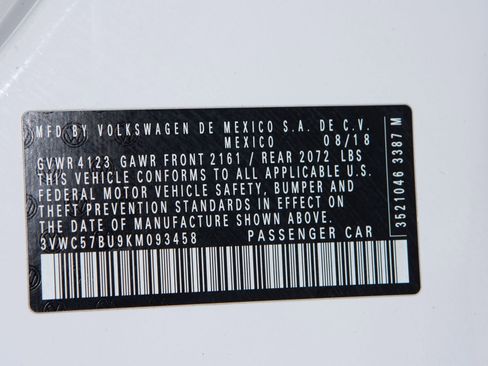 MFD BY VOLKSWAGEN DE MEXICO S.A. DE C.V.
MEXICO 08/18
GVWR 4123 GAWR FRONT 2161 / REAR 2072 LBS
THIS VEHICLE CONFORMS TO ALL APPLICABLE U.S.
FEDERAL MOTOR VEHICLE SAFETY, BUMPER AND
THEFT PREVENTION STANDARDS IN EFFECT ON
THE DATE OF MANUFACTURE SHOWN ABOVE.
3VWC57BU9KM093458 PASSENGER CAR
3521046 3387 M